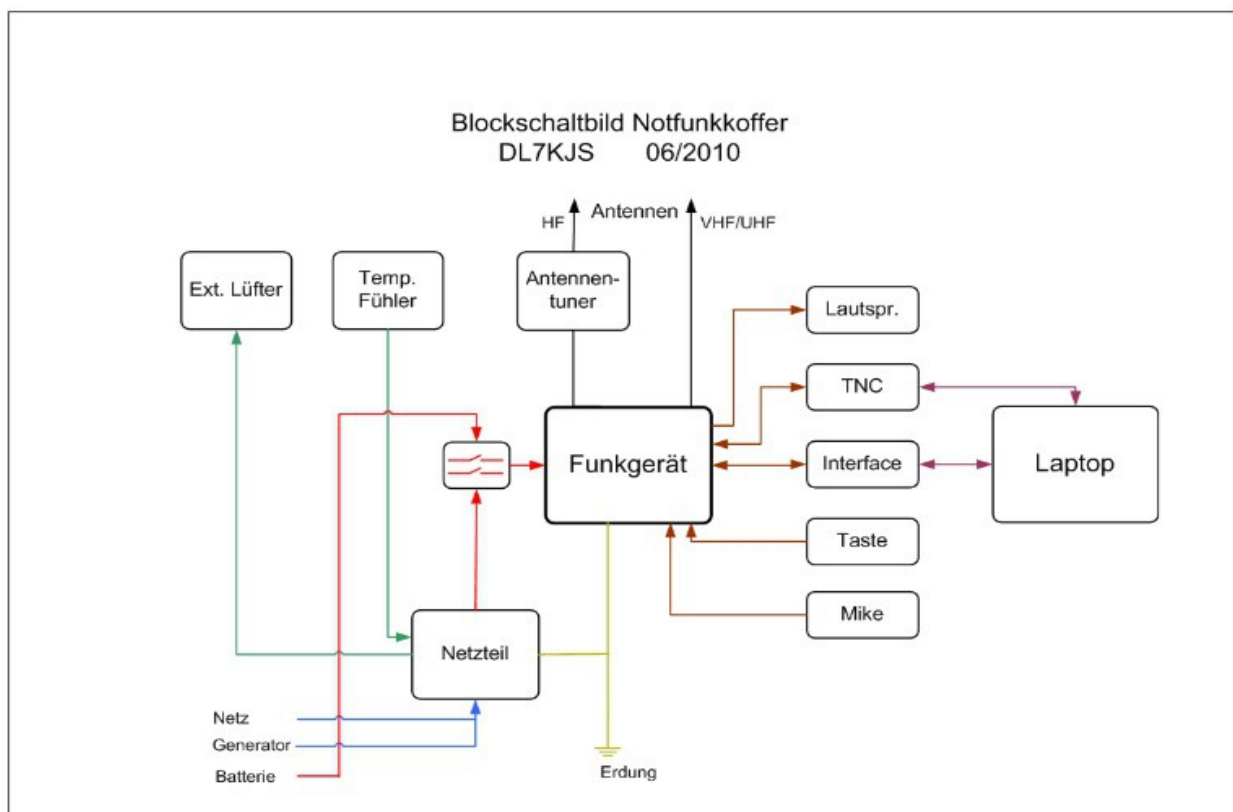 Blockschaltbild Notfunkkoffer
DL7KJS 06/2010
Antennen
HF
VHF/UHF
Ext. Lüfter
Temp.
Fühler
Antennen-
tuner
Lautspr.
TNC
Funkgerät
Interface
Laptop
Taste
Mike
Netzteil
Netz
Generator
Batterie
Erdung